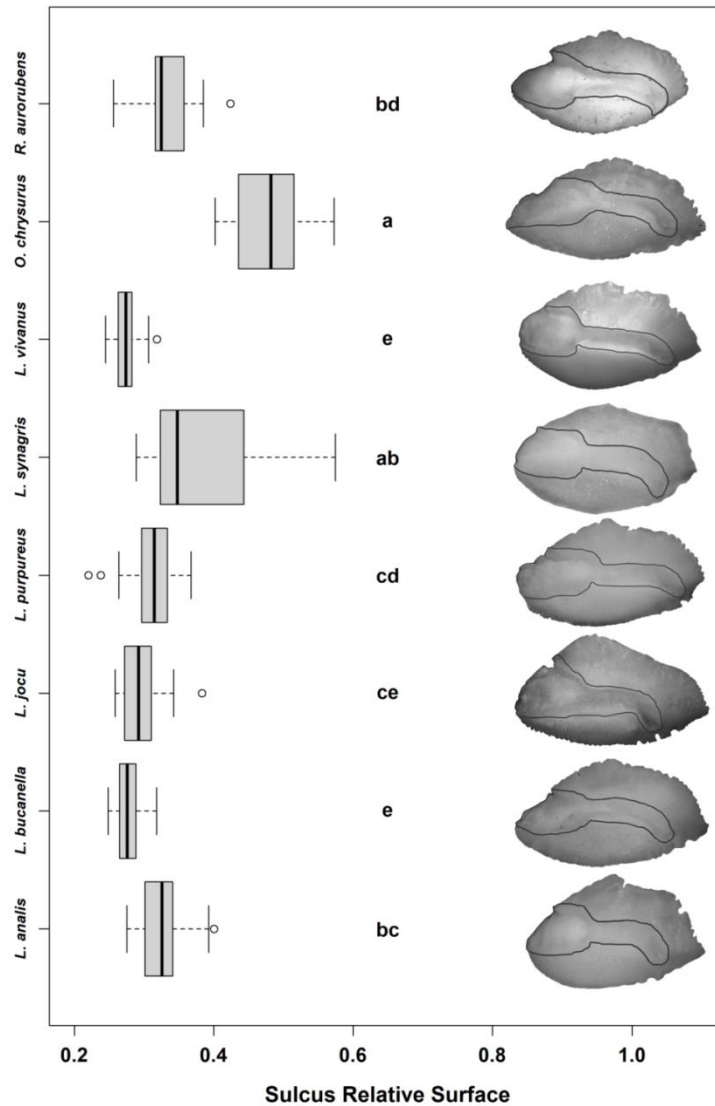 R. aurorubens
bd
O. chrysurus
a
L. vivanus
e
L. synagris
ab
L. purpureus
cd
L. jocu
ce
L. bucanella
e
L. analis
bc
0.2 0.4 0.6 0.8 1.0
Sulcus Relative Surface